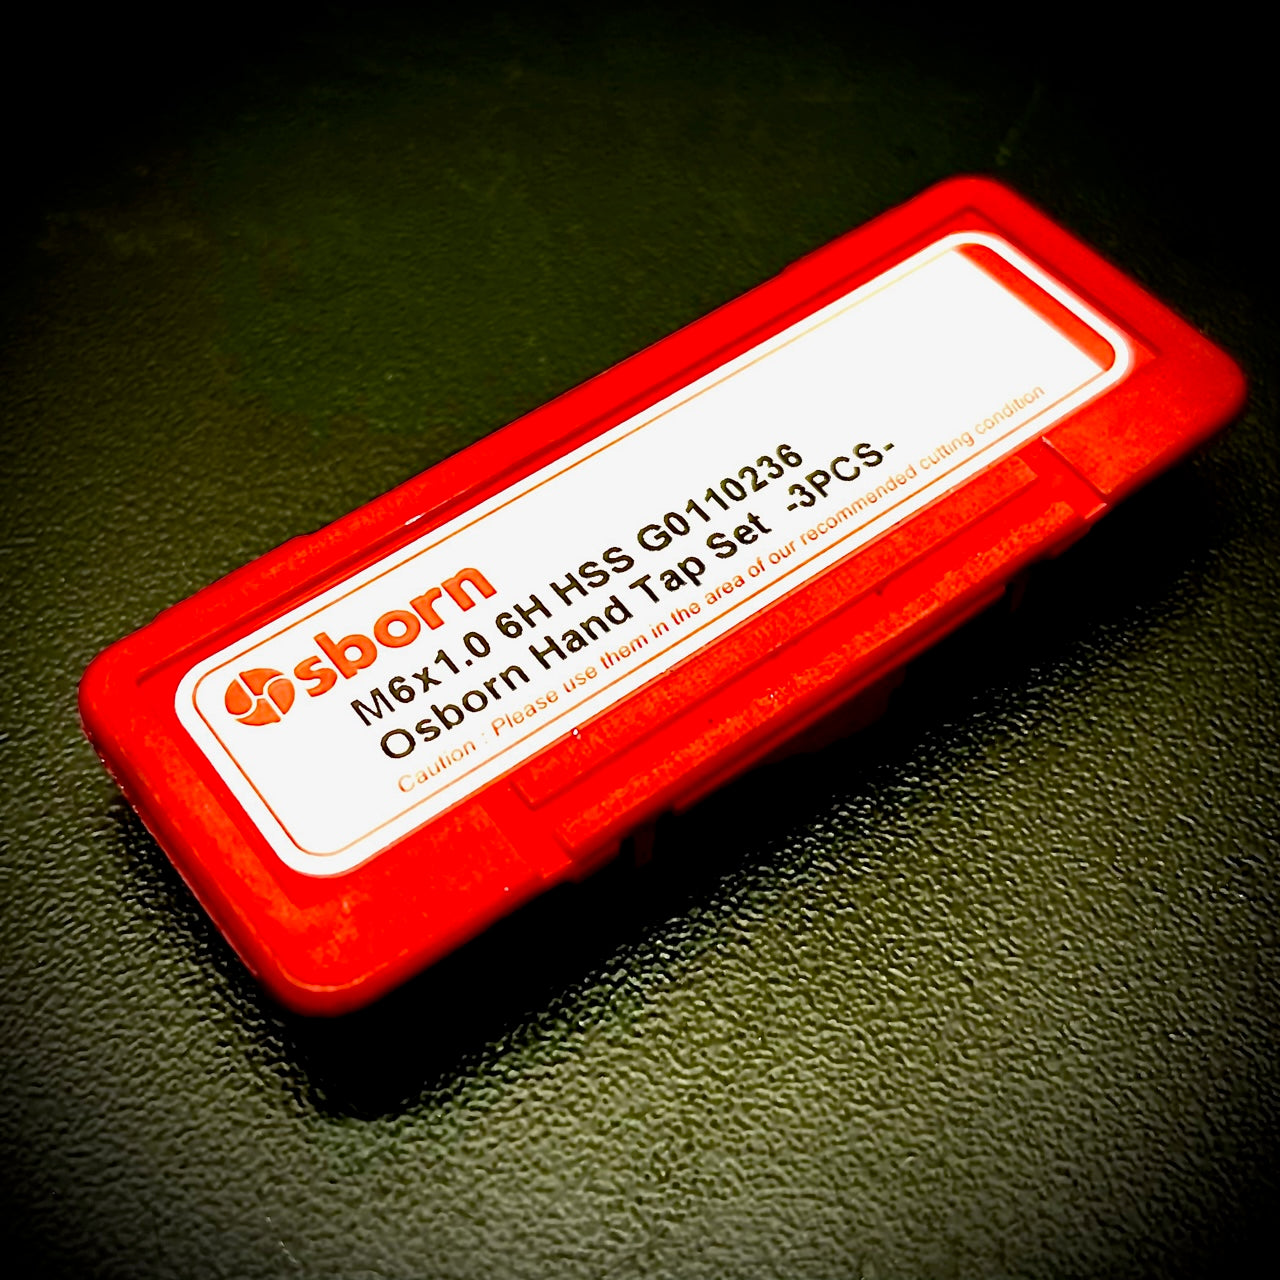 Osborn
M6x1.0 6H HSS G0110236
Osborn Hand Tap Set -3PCS-
Caution : Please use them in the area of our recommended cutting condition